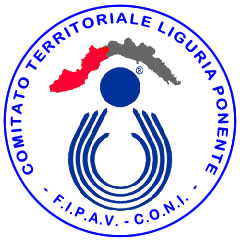 COMITATO TERRITORIALE LIGURIA PONENTE
®
- F.I.P.A.V. - C.O.N.I. -